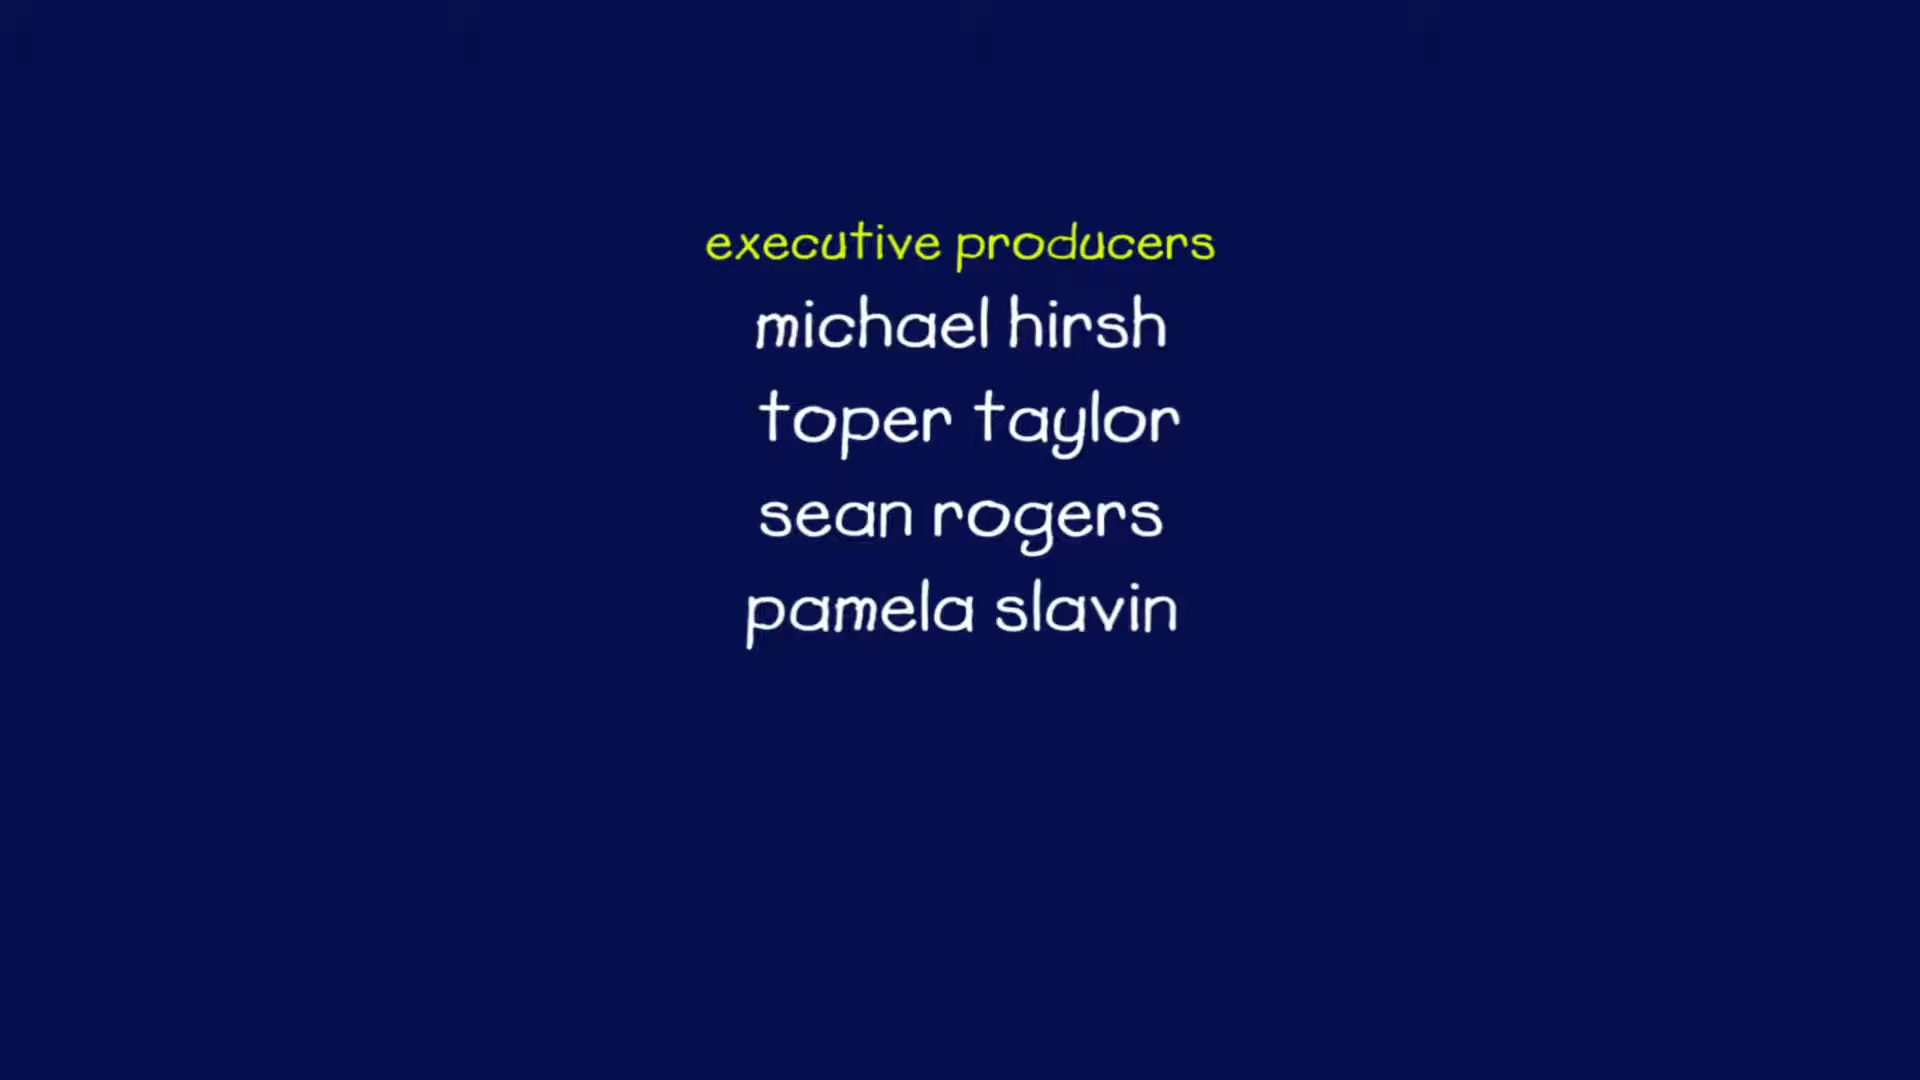 executive producers
michael hirsh
toper taylor
sean rogers
pamela slavin